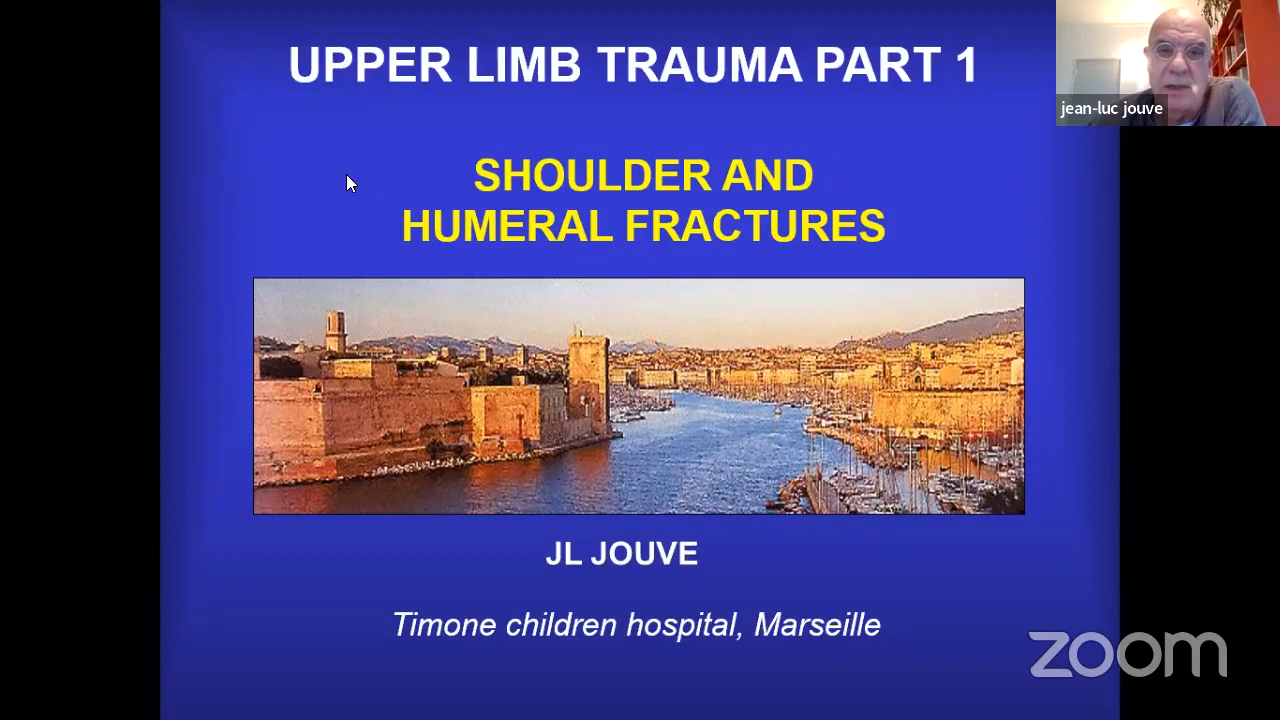 UPPER LIMB TRAUMA PART 1
jean-luc jouve
SHOULDER AND
HUMERAL FRACTURES
JL JOUVE
Timone children hospital, Marseille
zoom